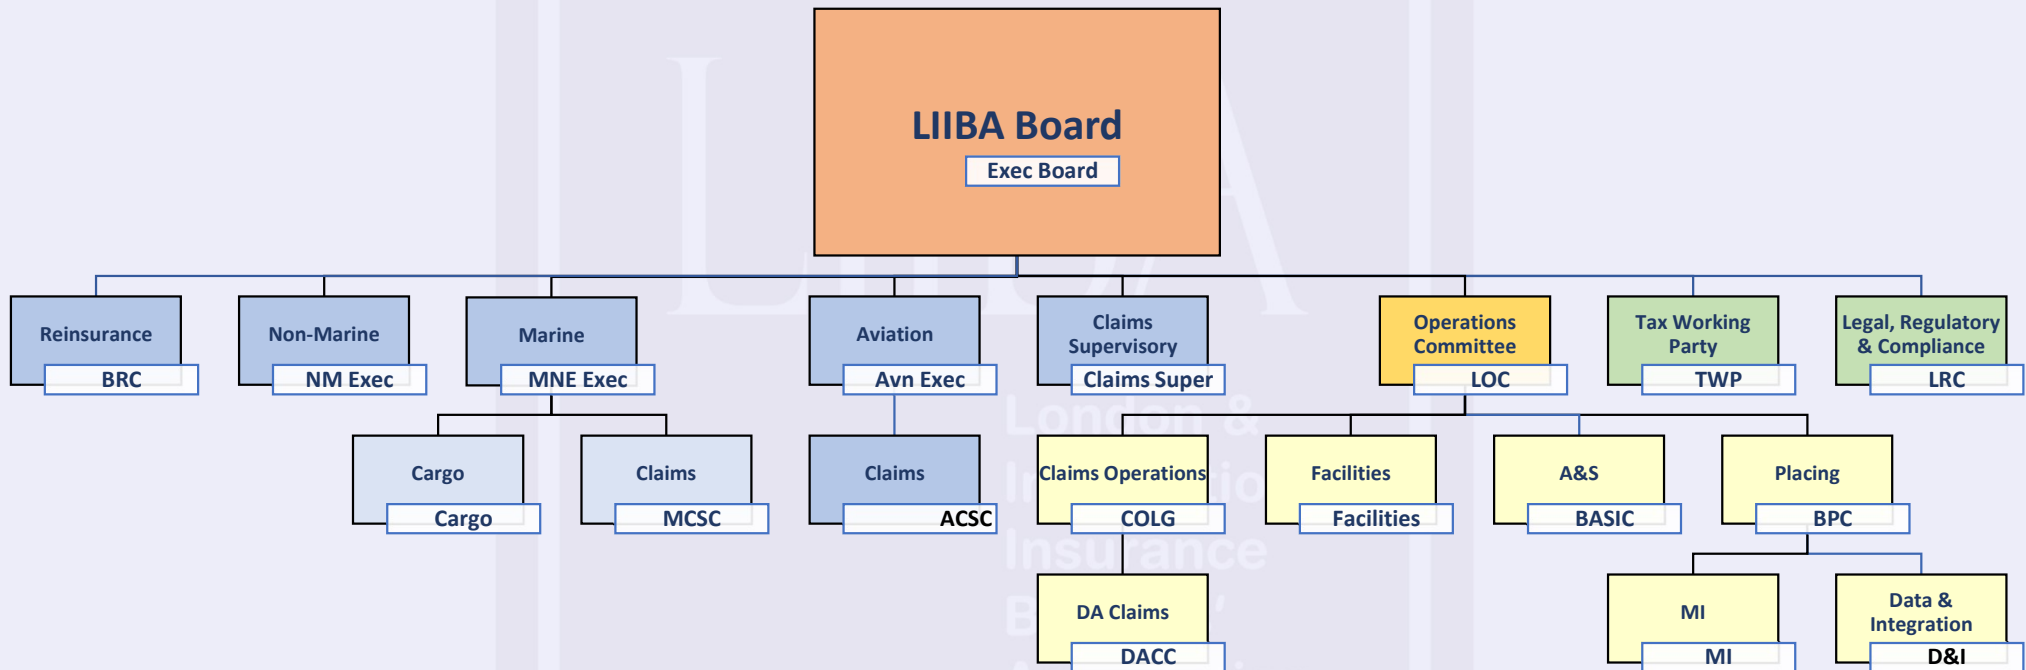 LIIBA Board
Exec Board
Reinsurance
BRC
Non-Marine
NM Exec
Marine
MNE Exec
Aviation
Avn Exec
Claims
Supervisory
Claims Super
Operations
Committee
LOC
Tax Working
Party
TWP
Legal, Regulatory
& Compliance
LRC
Cargo
Cargo
Claims
MCSC
Claims
ACSC
Claims Operations
COLG
Facilities
Facilities
A&S
BASIC
Placing
BPC
DA Claims
DACC
MI
MI
Data &
Integration
D&I
London &
Insurance